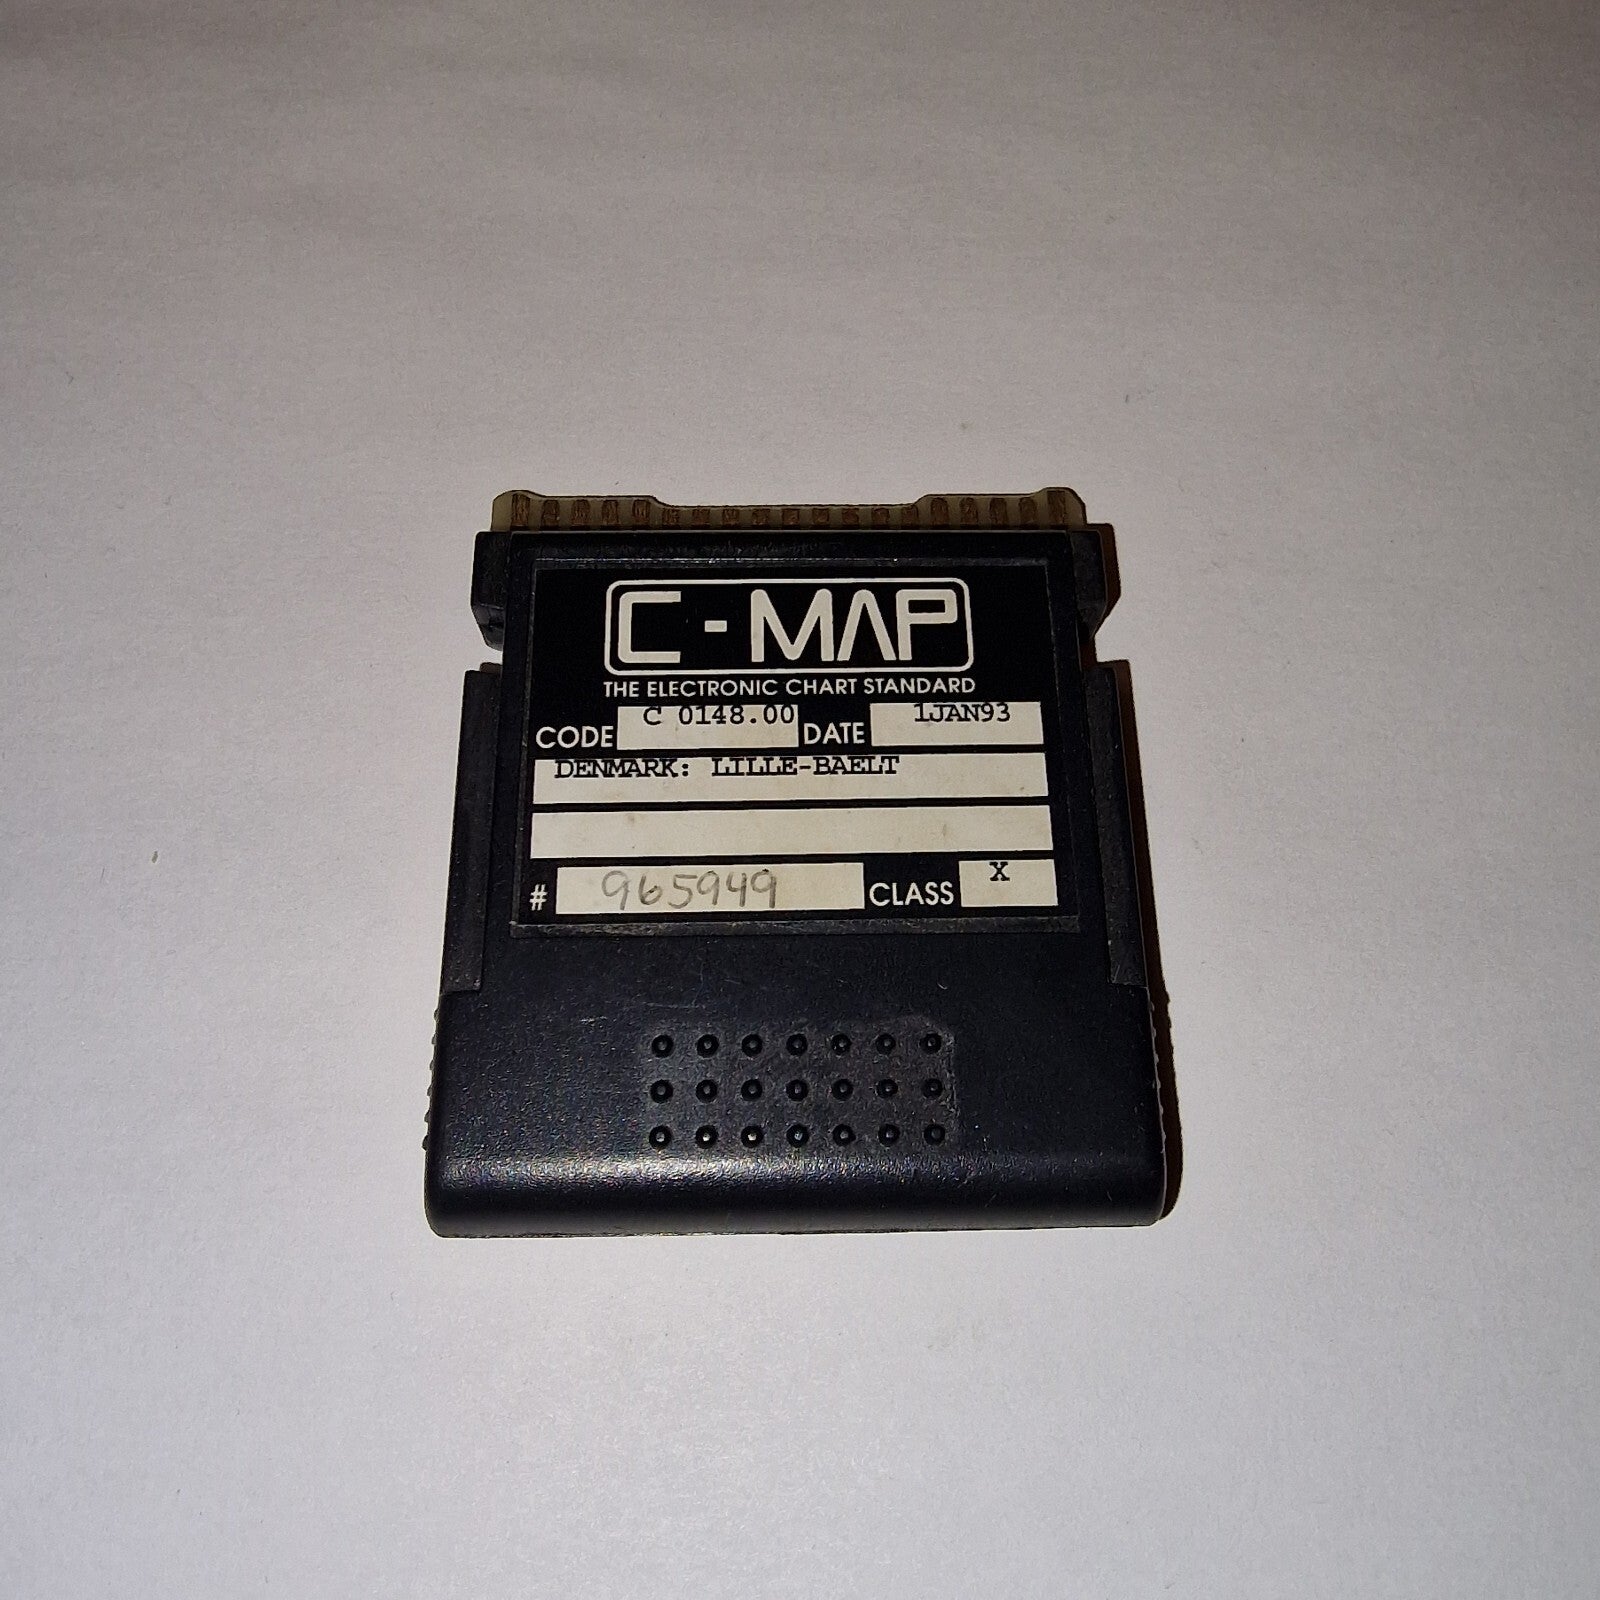 C-MAP
THE ELECTRONIC CHART STANDARD
CODE C 0148.00 DATE 1JAN93
DENMARK: LILLE-BAELT
# 965949 CLASS X